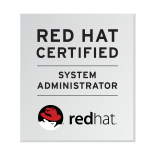 RED HAT
CERTIFIED
SYSTEM
ADMINISTRATOR
redhat.